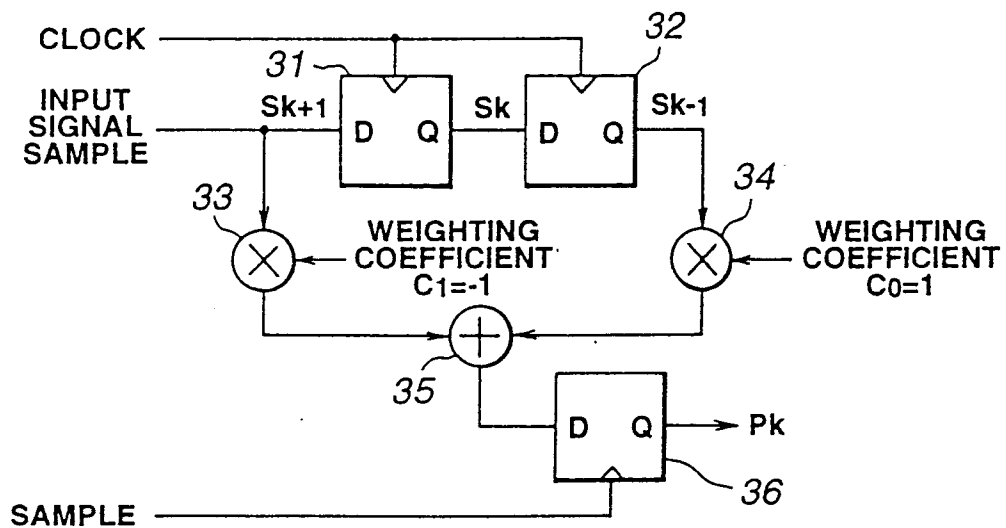 CLOCK
31
32
INPUT
SIGNAL
SAMPLE
Sk+1
D Q
Sk
D Q
Sk-1
33
34
WEIGHTING
COEFFICIENT
C1=-1
WEIGHTING
COEFFICIENT
C0=1
35
D Q
Pk
36
SAMPLE